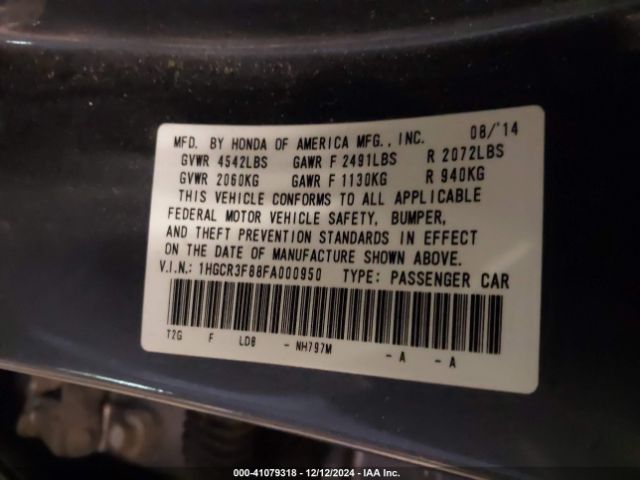 MFD. BY HONDA OF AMERICA MFG., INC. 08/'14
GVWR 4542LBS GAWR F 2491LBS R 2072LBS
GVWR 2060KG GAWR F 1130KG R 940KG
THIS VEHICLE CONFORMS TO ALL APPLICABLE
FEDERAL MOTOR VEHICLE SAFETY, BUMPER,
AND THEFT PREVENTION STANDARDS IN EFFECT
ON THE DATE OF MANUFACTURE SHOWN ABOVE.
V.I.N.: 1HGCR3F88FA000950 TYPE: PASSENGER CAR
T2G F LD8 - NH797M - A - A
000-41079318 - 12/12/2024 - IAA Inc.